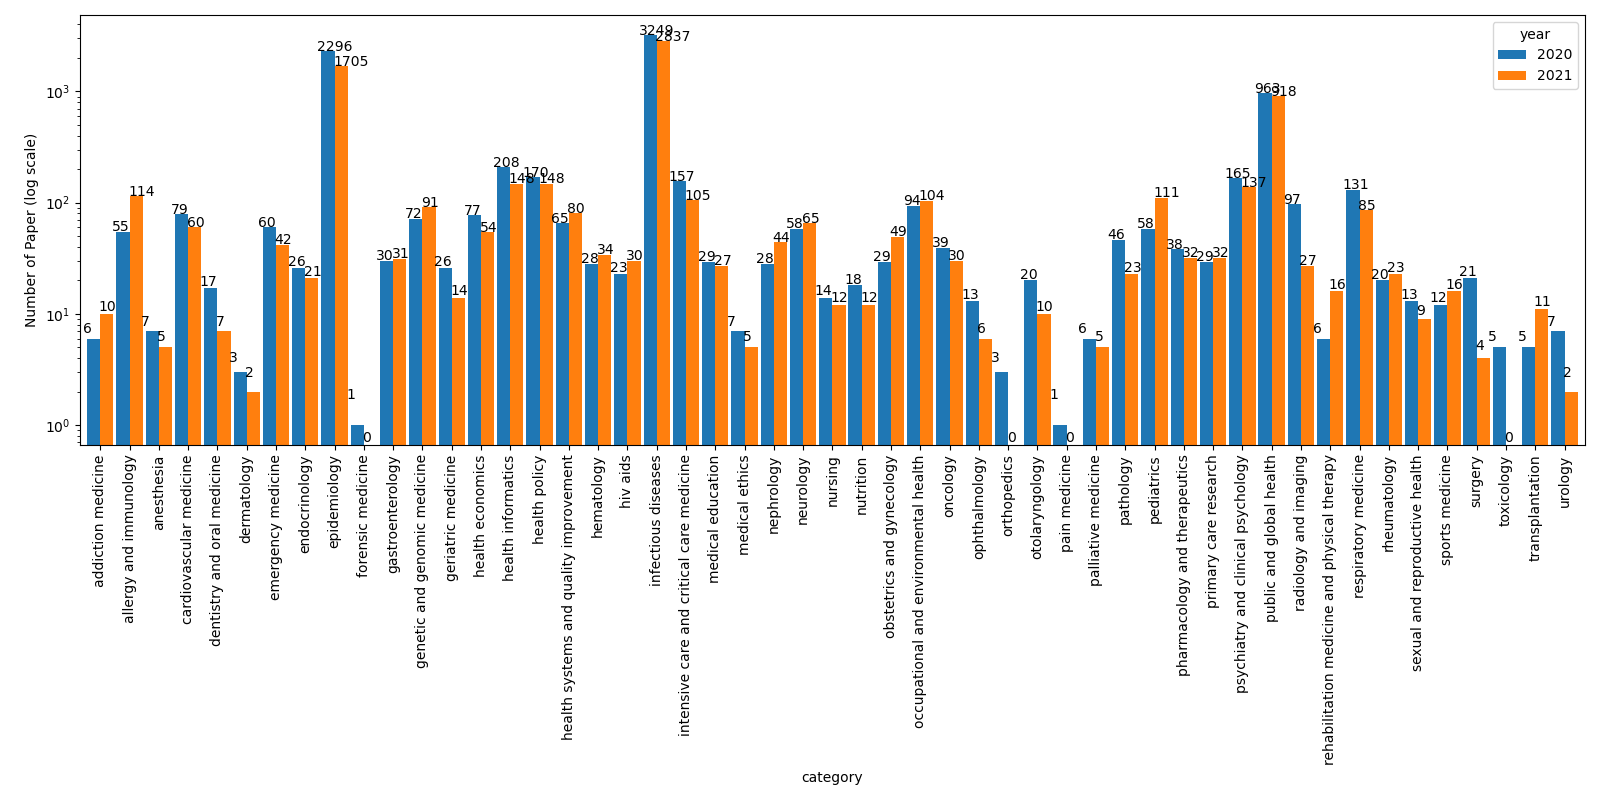 year
2020
2021
Number of Paper (log scale)
10³
10²
10¹
10⁰
6 10
55 114
7 5
79 60
17 7
3 2
60 42
26 21
2296 1705
1 0
30 31
72 91
26 14
77 54
208 148
170 148
65 80
28 34
23 30
3249 2837
157 105
29 27
7 5
28 44
58 65
14 12
18 12
29 49
94 104
39 30
13 6
3 0
20 10
1 0
6 5
46 23
58 111
38 32
29 32
165 137
963 918
97 27
6 16
131 85
20 23
13 9
12 16
21 4
5 0
5 11
7 2
addiction medicine
allergy and immunology
anesthesia
cardiovascular medicine
dentistry and oral medicine
dermatology
emergency medicine
endocrinology
epidemiology
forensic medicine
gastroenterology
genetic and genomic medicine
geriatric medicine
health economics
health informatics
health policy
health systems and quality improvement
hematology
hiv aids
infectious diseases
intensive care and critical care medicine
medical education
medical ethics
nephrology
neurology
nursing
nutrition
obstetrics and gynecology
occupational and environmental health
oncology
ophthalmology
orthopedics
otolaryngology
pain medicine
palliative medicine
pathology
pediatrics
pharmacology and therapeutics
primary care research
psychiatry and clinical psychology
public and global health
radiology and imaging
rehabilitation medicine and physical therapy
respiratory medicine
rheumatology
sexual and reproductive health
sports medicine
surgery
toxicology
transplantation
urology
category